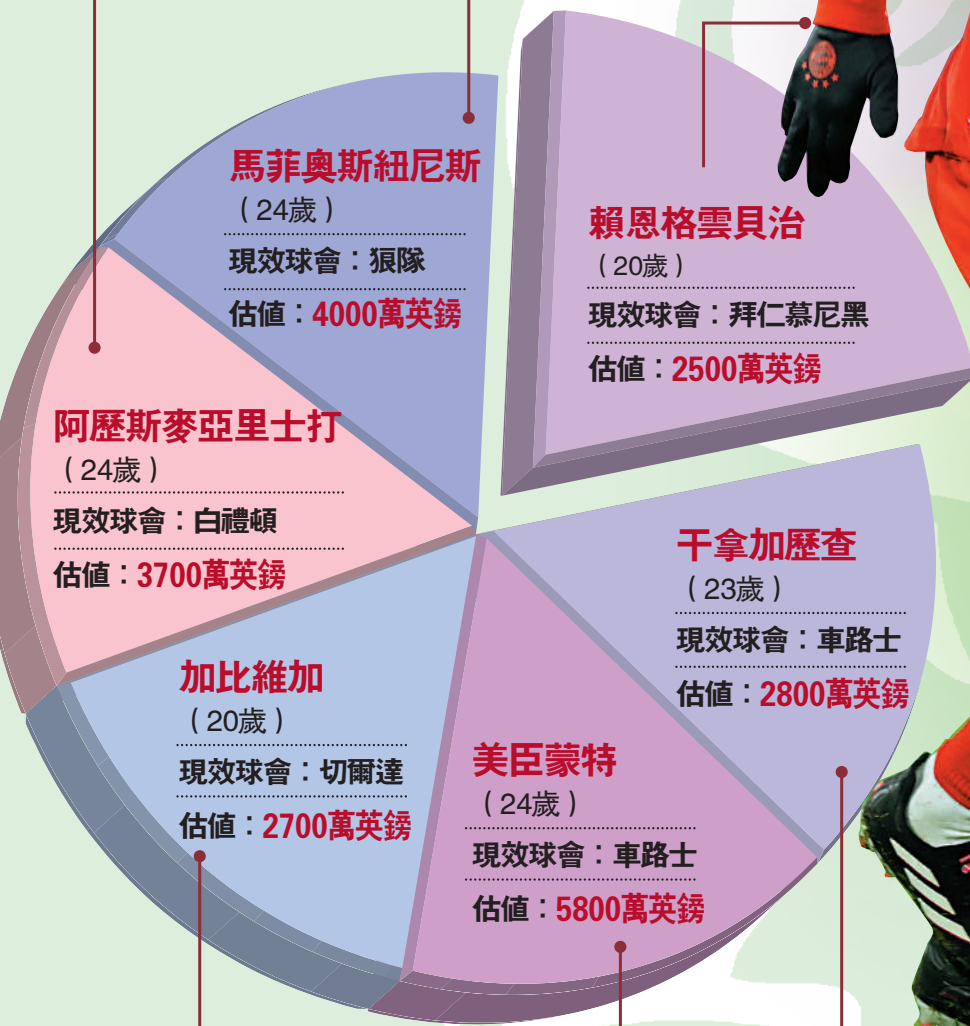 馬菲奧斯紐尼斯
（24歲）
現效球會：狼隊
估值：4000萬英鎊
賴恩格雲貝治
（20歲）
現效球會：拜仁慕尼黑
估值：2500萬英鎊
阿歷斯麥亞里士打
（24歲）
現效球會：白禮頓
估值：3700萬英鎊
干拿加歷查
（23歲）
現效球會：車路士
估值：2800萬英鎊
加比維加
（20歲）
現效球會：切爾達
估值：2700萬英鎊
美臣蒙特
（24歲）
現效球會：車路士
估值：5800萬英鎊